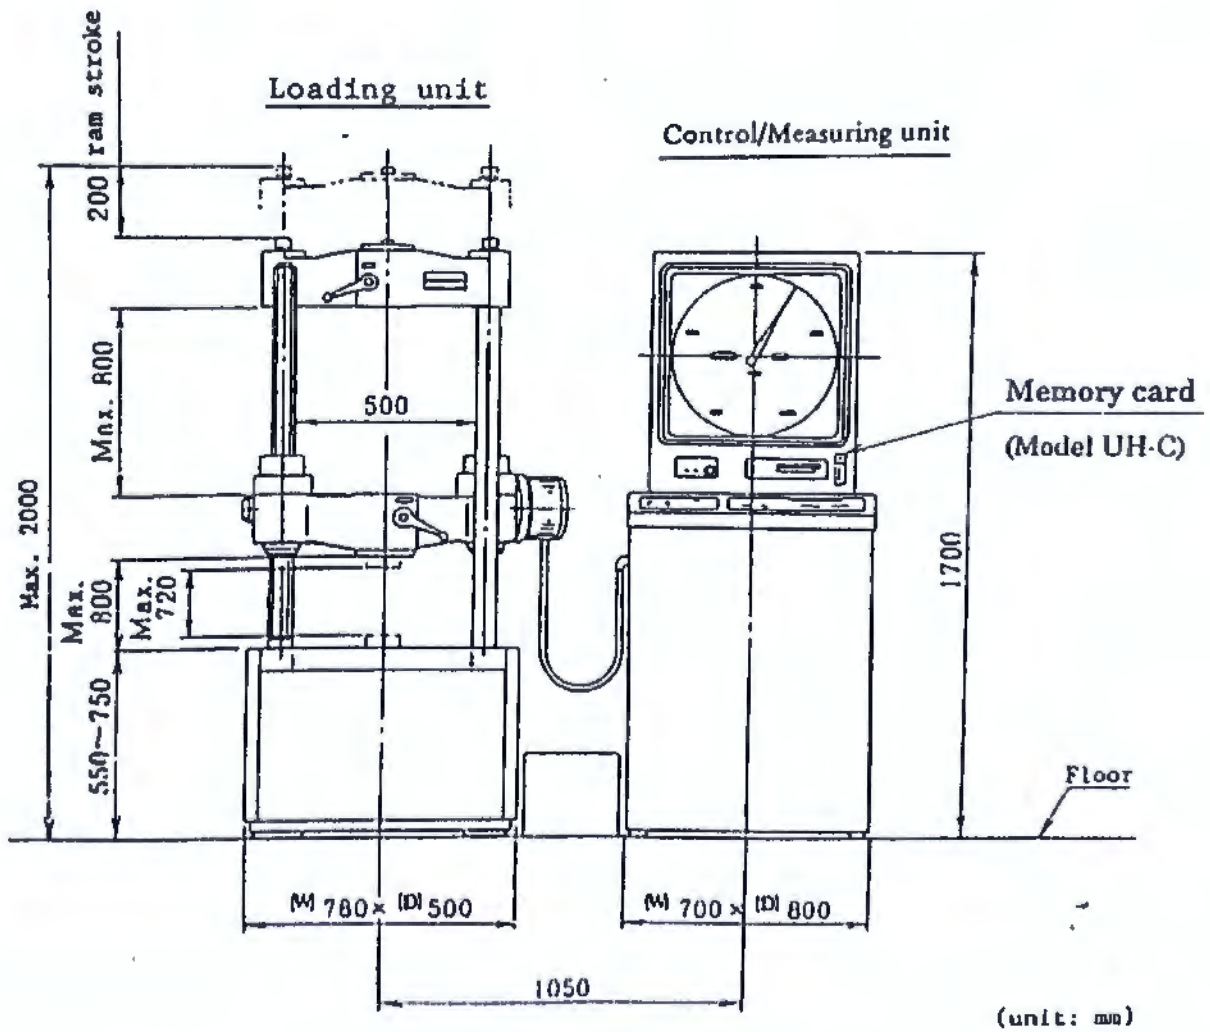 200 ram stroke
Loading unit
Control/Measuring unit
Max. 800
500
Memory card
(Model UH-C)
Max. 2000
1700
Max.
800
Max.
720
550~750
Floor
(W) 780 × (D) 500
(W) 700 × (D) 800
1050
(unit: mm)